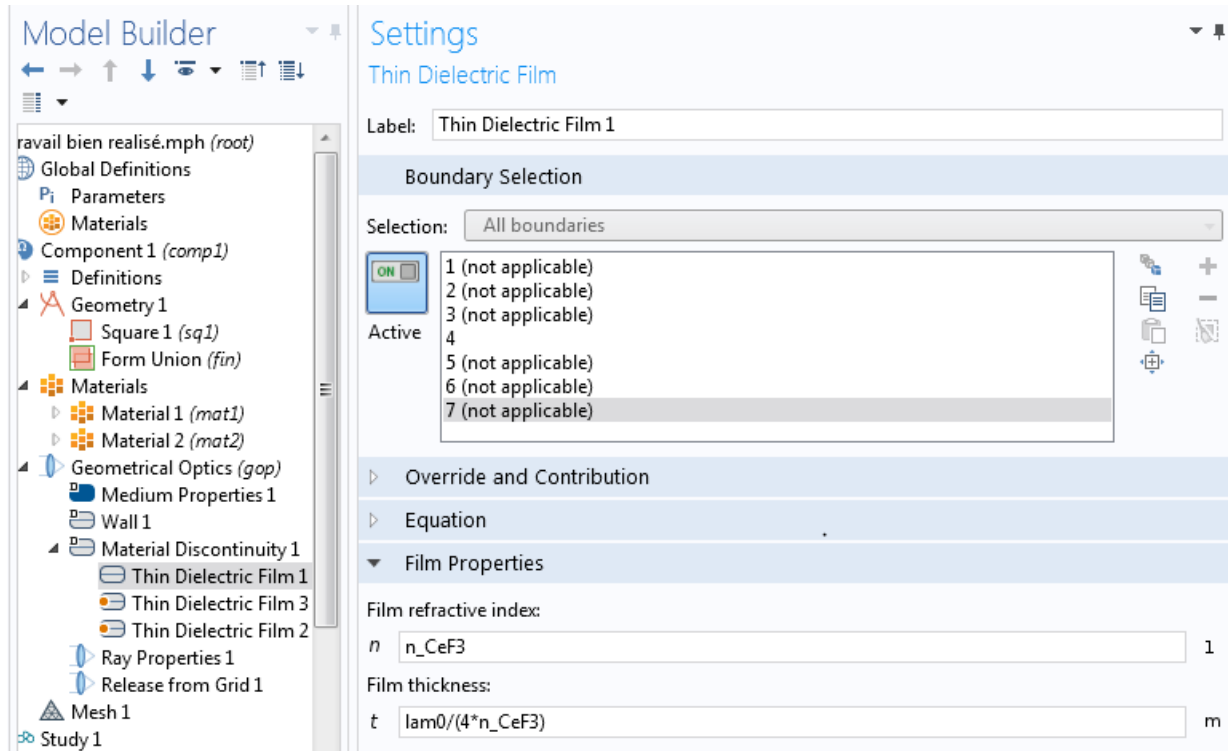 Model Builder
ravail bien realisé.mph (root)
Global Definitions
Pi Parameters
Materials
Component 1 (comp1)
Definitions
Geometry 1
Square 1 (sq1)
Form Union (fin)
Materials
Material 1 (mat1)
Material 2 (mat2)
Geometrical Optics (gop)
Medium Properties 1
Wall 1
Material Discontinuity 1
Thin Dielectric Film 1
Thin Dielectric Film 3
Thin Dielectric Film 2
Ray Properties 1
Release from Grid 1
Mesh 1
Study 1
Settings
Thin Dielectric Film
Label: Thin Dielectric Film 1
Boundary Selection
Selection: All boundaries
ON
Active
1 (not applicable)
2 (not applicable)
3 (not applicable)
4
5 (not applicable)
6 (not applicable)
7 (not applicable)
Override and Contribution
Equation
Film Properties
Film refractive index:
n n_CeF3 1
Film thickness:
t lam0/(4*n_CeF3) m